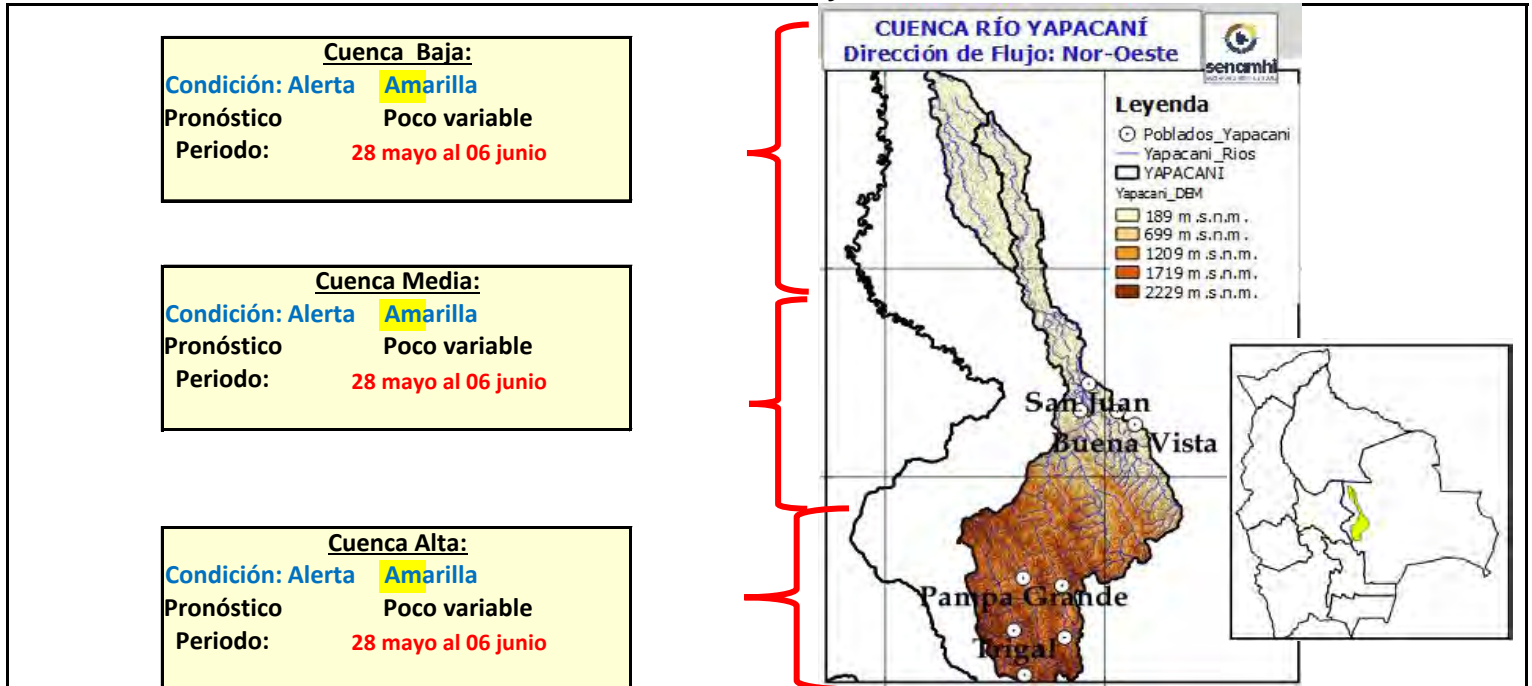 Cuenca Baja:
Condición: Alerta Amarilla
Pronóstico Poco variable
Periodo: 28 mayo al 06 junio
Cuenca Media:
Condición: Alerta Amarilla
Pronóstico Poco variable
Periodo: 28 mayo al 06 junio
Cuenca Alta:
Condición: Alerta Amarilla
Pronóstico Poco variable
Periodo: 28 mayo al 06 junio
CUENCA RÍO YAPACANÍ
Dirección de Flujo: Nor-Oeste
senamhi
Leyenda
Poblados_Yapacani
Yapacani_Rios
YAPACANI
Yapacani_DEM
189 m.s.n.m.
699 m.s.n.m.
1209 m.s.n.m.
1719 m.s.n.m.
2229 m.s.n.m.
San Juan
Buena Vista
Pampa Grande
Trigal